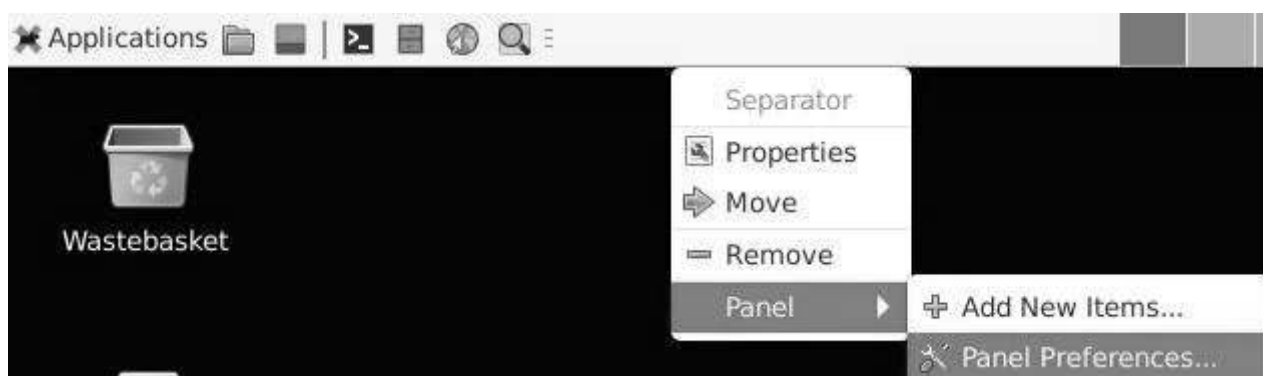 Applications
Separator
Properties
Move
Remove
Panel
Add New Items...
Panel Preferences...
Wastebasket